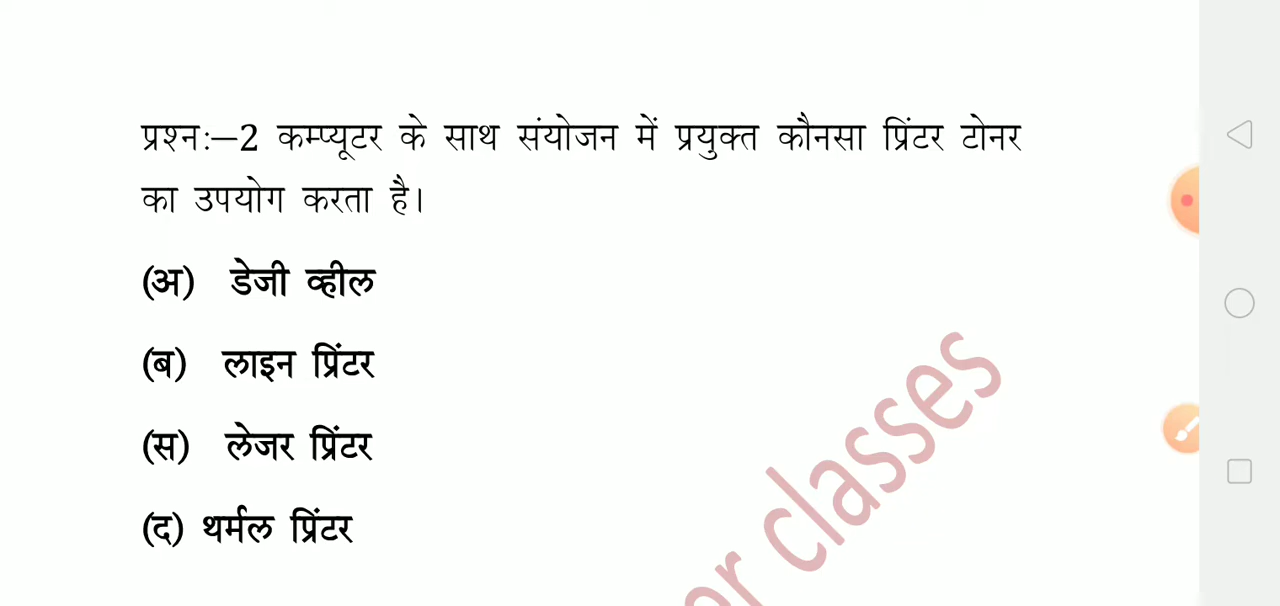 प्रश्न:–2 कम्प्यूटर के साथ संयोजन में प्रयुक्त कौनसा प्रिंटर टोनर
का उपयोग करता है।
(अ) डेजी व्हील
(ब) लाइन प्रिंटर
(स) लेजर प्रिंटर
(द) थर्मल प्रिंटर
classes